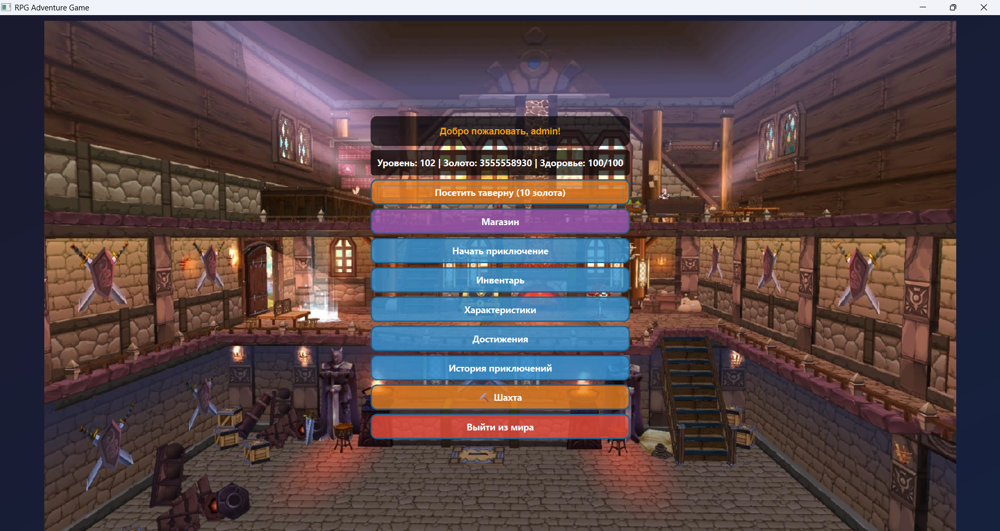 RPG Adventure Game
Добро пожаловать, admin!
Уровень: 102 | Золото: 3555558930 | Здоровье: 100/100
Посетить таверну (10 золота)
Магазин
Начать приключение
Инвентарь
Характеристики
Достижения
История приключений
⛏ Шахта
Выйти из мира